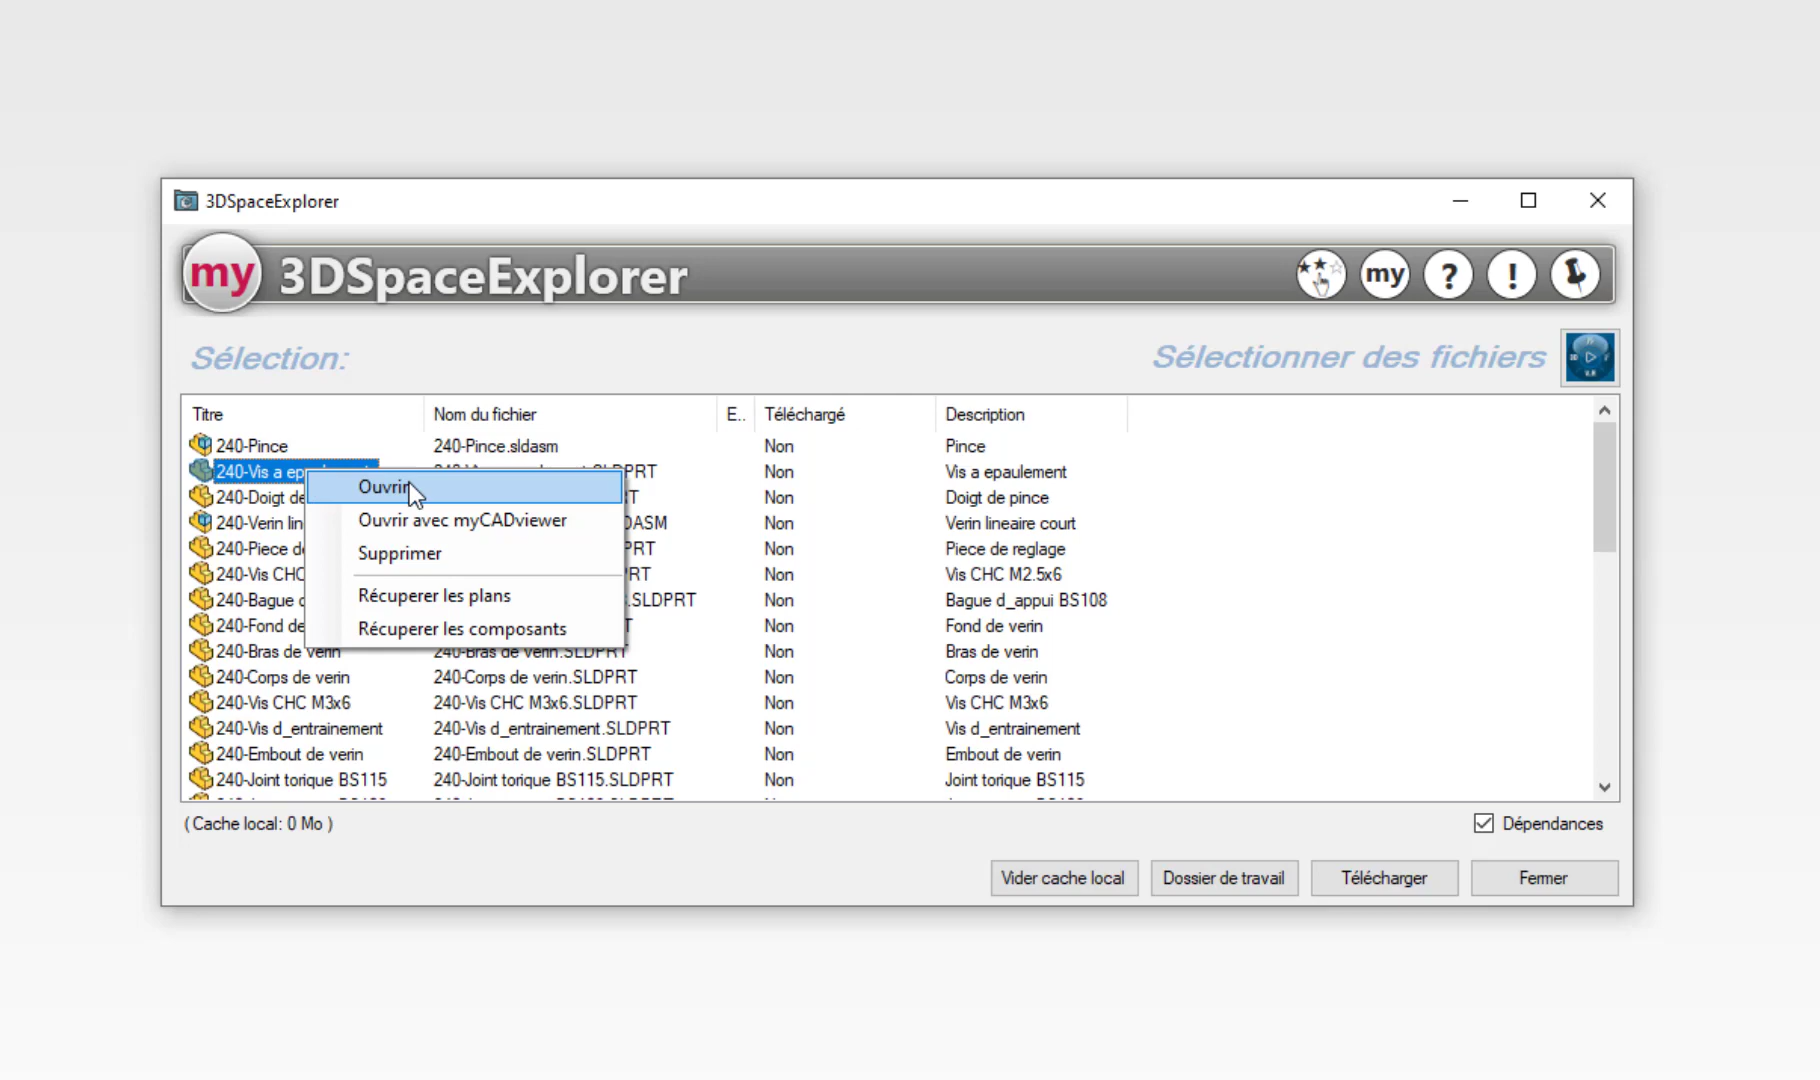 3DSpaceExplorer
my 3DSpaceExplorer my ? !
Sélection: Sélectionner des fichiers
Titre Nom du fichier E.. Téléchargé Description
240-Pince 240-Pince.sldasm Non Pince
240-Vis a Non Vis a epaulement
Ouvrir
240-Doigt de Non Doigt de pince
Ouvrir avec myCADviewer
240-Verin Non Verin lineaire court
Supprimer
240-Piece Non Piece de reglage
240-Vis CHC Non Vis CHC M2.5x6
Récuperer les plans
240-Bague .SLDPRT Non Bague d_appui BS108
240-Fond de Non Fond de verin
Récuperer les composants
240-Bras de verin 240-Bras de verin.SLDPRT Non Bras de verin
240-Corps de verin 240-Corps de verin.SLDPRT Non Corps de verin
240-Vis CHC M3x6 240-Vis CHC M3x6.SLDPRT Non Vis CHC M3x6
240-Vis d_entrainement 240-Vis d_entrainement.SLDPRT Non Vis d_entrainement
240-Embout de verin 240-Embout de verin.SLDPRT Non Embout de verin
240-Joint torique BS115 240-Joint torique BS115.SLDPRT Non Joint torique BS115
( Cache local: 0 Mo ) Dépendances
Vider cache local Dossier de travail Télécharger Fermer